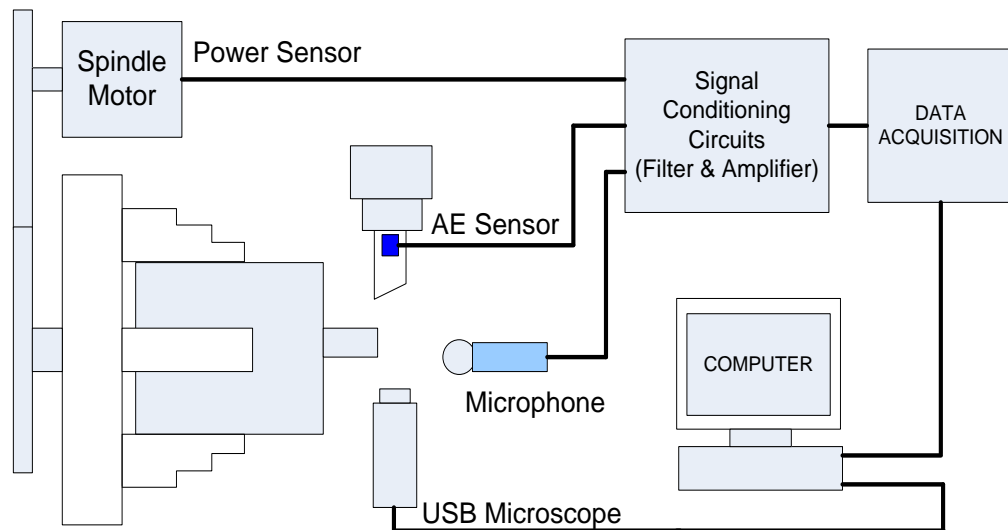 Spindle
Motor
Power Sensor
Signal
Conditioning
Circuits
(Filter & Amplifier)
DATA
ACQUISITION
AE Sensor
COMPUTER
Microphone
USB Microscope